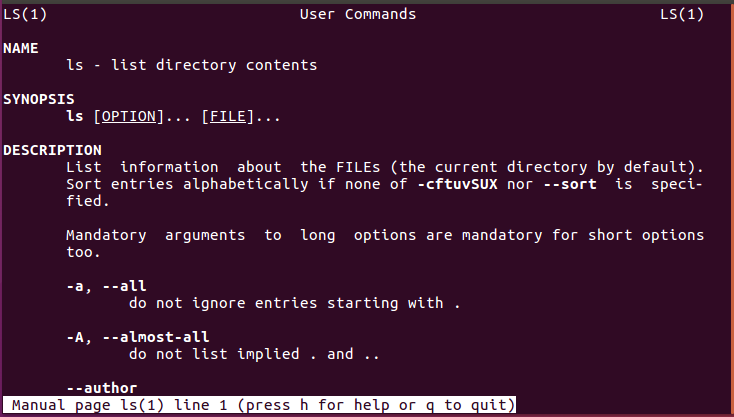 LS(1) User Commands LS(1)
NAME
ls - list directory contents
SYNOPSIS
ls [OPTION]... [FILE]...
DESCRIPTION
List information about the FILEs (the current directory by default).
Sort entries alphabetically if none of -cftuvSUX nor --sort is speci-
fied.
Mandatory arguments to long options are mandatory for short options
too.
-a, --all
do not ignore entries starting with .
-A, --almost-all
do not list implied . and ..
--author
Manual page ls(1) line 1 (press h for help or q to quit)